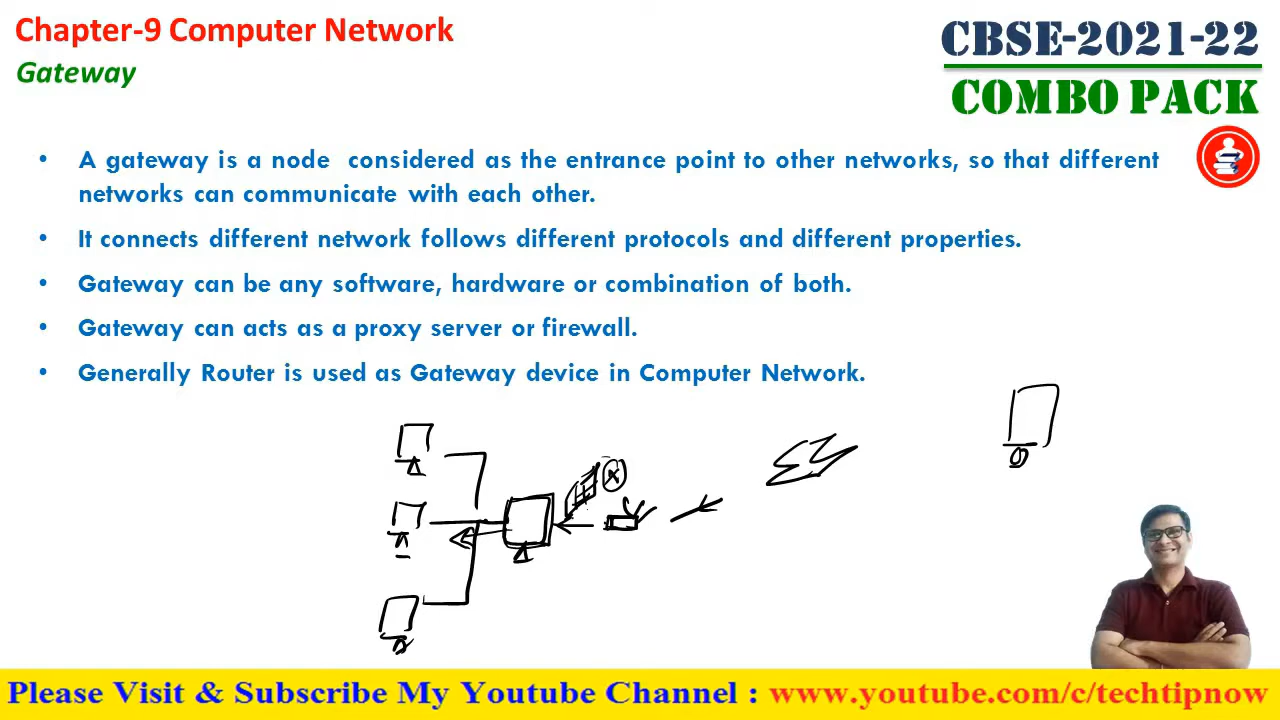 Chapter-9 Computer Network
Gateway
CBSE-2021-22
COMBO PACK
• A gateway is a node considered as the entrance point to other networks, so that different
networks can communicate with each other.
• It connects different network follows different protocols and different properties.
• Gateway can be any software, hardware or combination of both.
• Gateway can acts as a proxy server or firewall.
• Generally Router is used as Gateway device in Computer Network.
Please Visit & Subscribe My Youtube Channel : www.youtube.com/c/techtipnow